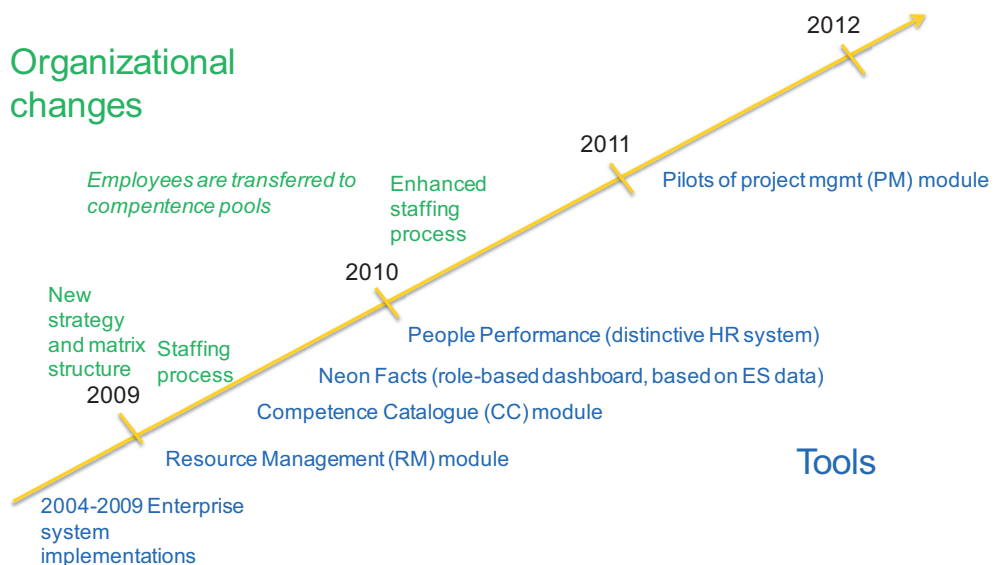 2012
Organizational
changes
2011
Employees are transferred to
compentence pools
Enhanced
staffing
process
Pilots of project mgmt (PM) module
2010
New
strategy
and matrix
structure
Staffing
process
2009
People Performance (distinctive HR system)
Neon Facts (role-based dashboard, based on ES data)
Competence Catalogue (CC) module
Resource Management (RM) module
Tools
2004-2009 Enterprise
system
implementations